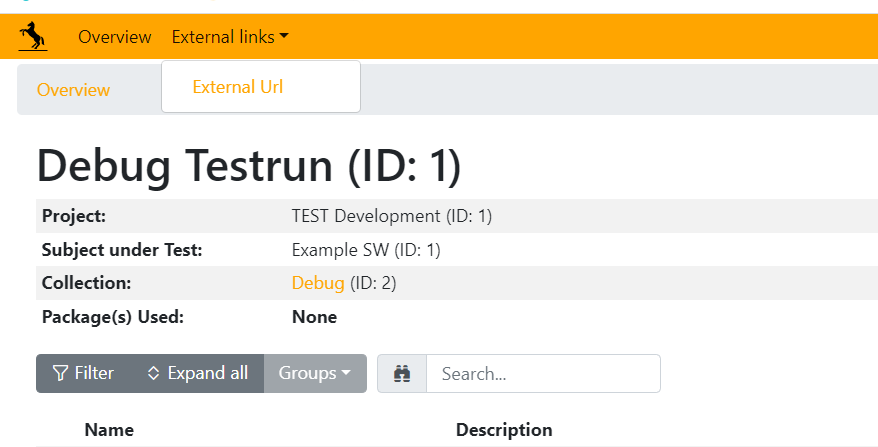 Overview External links
Overview External Url
Debug Testrun (ID: 1)
Project: TEST Development (ID: 1)
Subject under Test: Example SW (ID: 1)
Collection: Debug (ID: 2)
Package(s) Used: None
Filter Expand all Groups Search...
Name Description